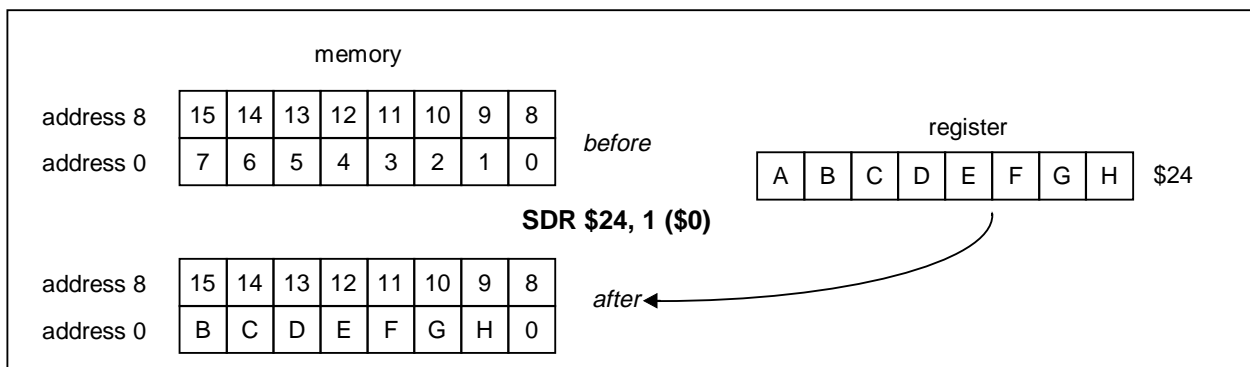 memory
address 8 15 14 13 12 11 10 9 8
address 0 7 6 5 4 3 2 1 0
before
register
A B C D E F G H $24
SDR $24, 1 ($0)
address 8 15 14 13 12 11 10 9 8
address 0 B C D E F G H 0
after